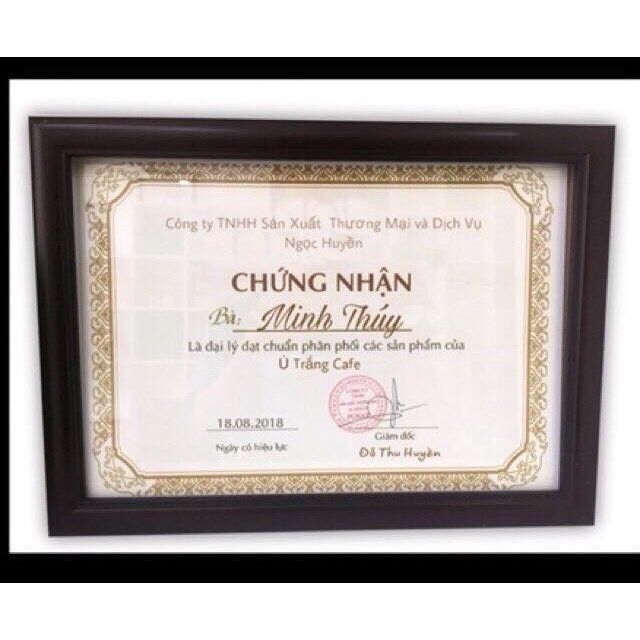 Công ty TNHH Sản Xuất Thương Mại và Dịch Vụ
Ngọc Huyền
CHỨNG NHẬN
Bà: Minh Thúy
Là đại lý đạt chuẩn phân phối các sản phẩm của
Ủ Trắng Cafe
18.08.2018
Ngày có hiệu lực
Giám đốc
Đỗ Thu Huyền